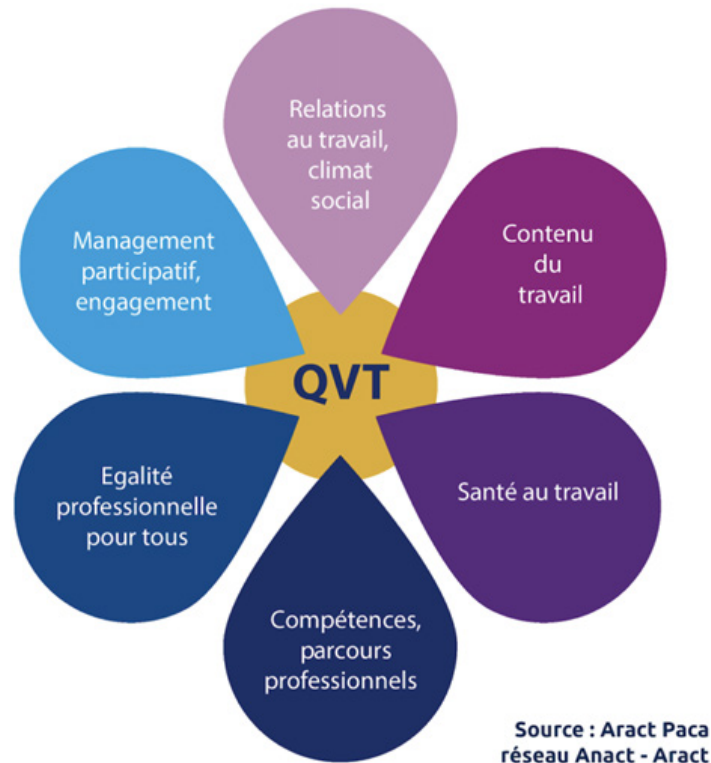 Relations
au travail,
climat
social
Contenu
du
travail
Santé au travail
Compétences,
parcours
professionnels
Egalité
professionnelle
pour tous
Management
participatif,
engagement
QVT
Source : Aract Paca
réseau Anact - Aract